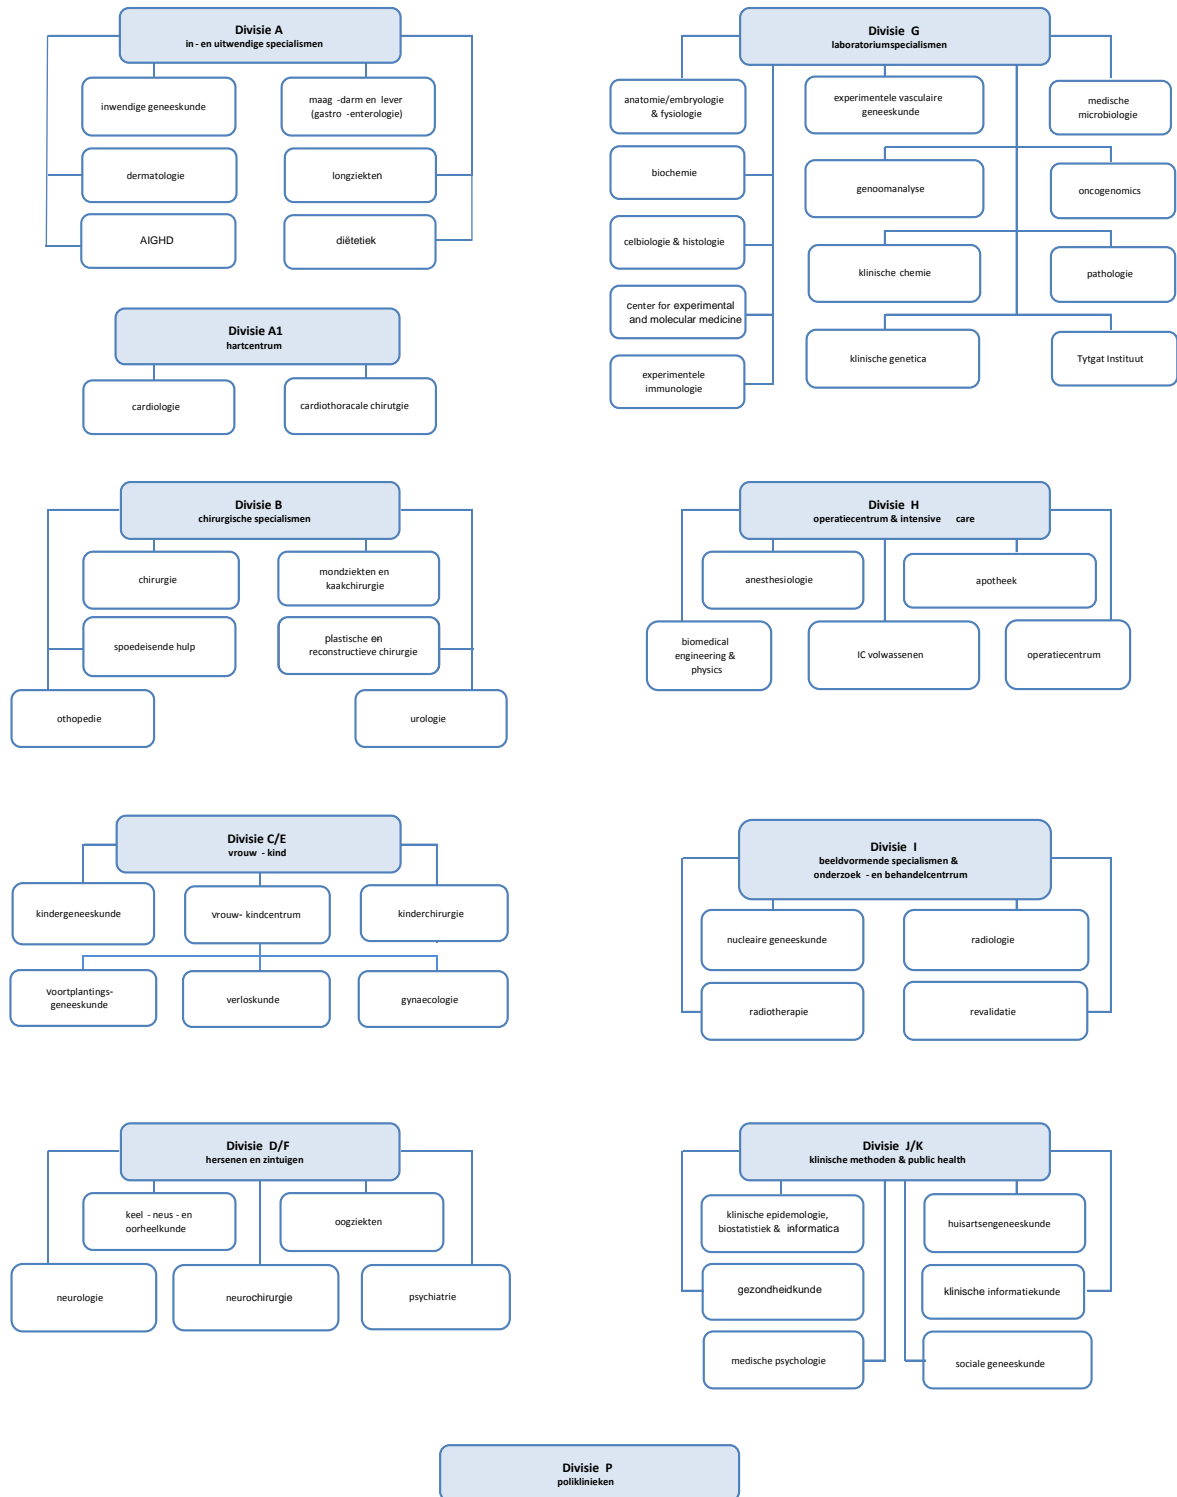 Divisie A
in - en uitwendige specialismen
inwendige geneeskunde
maag -darm en lever
(gastro -enterologie)
dermatologie
longziekten
AIGHD
diëtetiek
Divisie A1
hartcentrum
cardiologie
cardiothoracale chirutgie
Divisie B
chirurgische specialismen
chirurgie
mondziekten en
kaakchirurgie
spoedeisende hulp
plastische en
reconstructieve chirurgie
othopedie
urologie
Divisie C/E
vrouw - kind
kindergeneeskunde
vrouw- kindcentrum
kinderchirurgie
voortplantings-
geneeskunde
verloskunde
gynaecologie
Divisie D/F
hersenen en zintuigen
keel - neus - en
oorheelkunde
oogziekten
neurologie
neurochirurgie
psychiatrie
Divisie G
laboratoriumspecialismen
anatomie/embryologie
& fysiologie
experimentele vasculaire
geneeskunde
medische
microbiologie
biochemie
genoomanalyse
oncogenomics
celbiologie & histologie
klinische chemie
pathologie
center for experimental
and molecular medicine
klinische genetica
Tytgat Instituut
experimentele
immunologie
Divisie H
operatiecentrum & intensive care
anesthesiologie
apotheek
biomedical
engineering &
physics
IC volwassenen
operatiecentrum
Divisie I
beeldvormende specialismen &
onderzoek - en behandelcentrrum
nucleaire geneeskunde
radiologie
radiotherapie
revalidatie
Divisie J/K
klinische methoden & public health
klinische epidemologie,
biostatistiek & informatica
huisartsengeneeskunde
gezondheidkunde
klinische informatiekunde
medische psychologie
sociale geneeskunde
Divisie P
poliklinieken